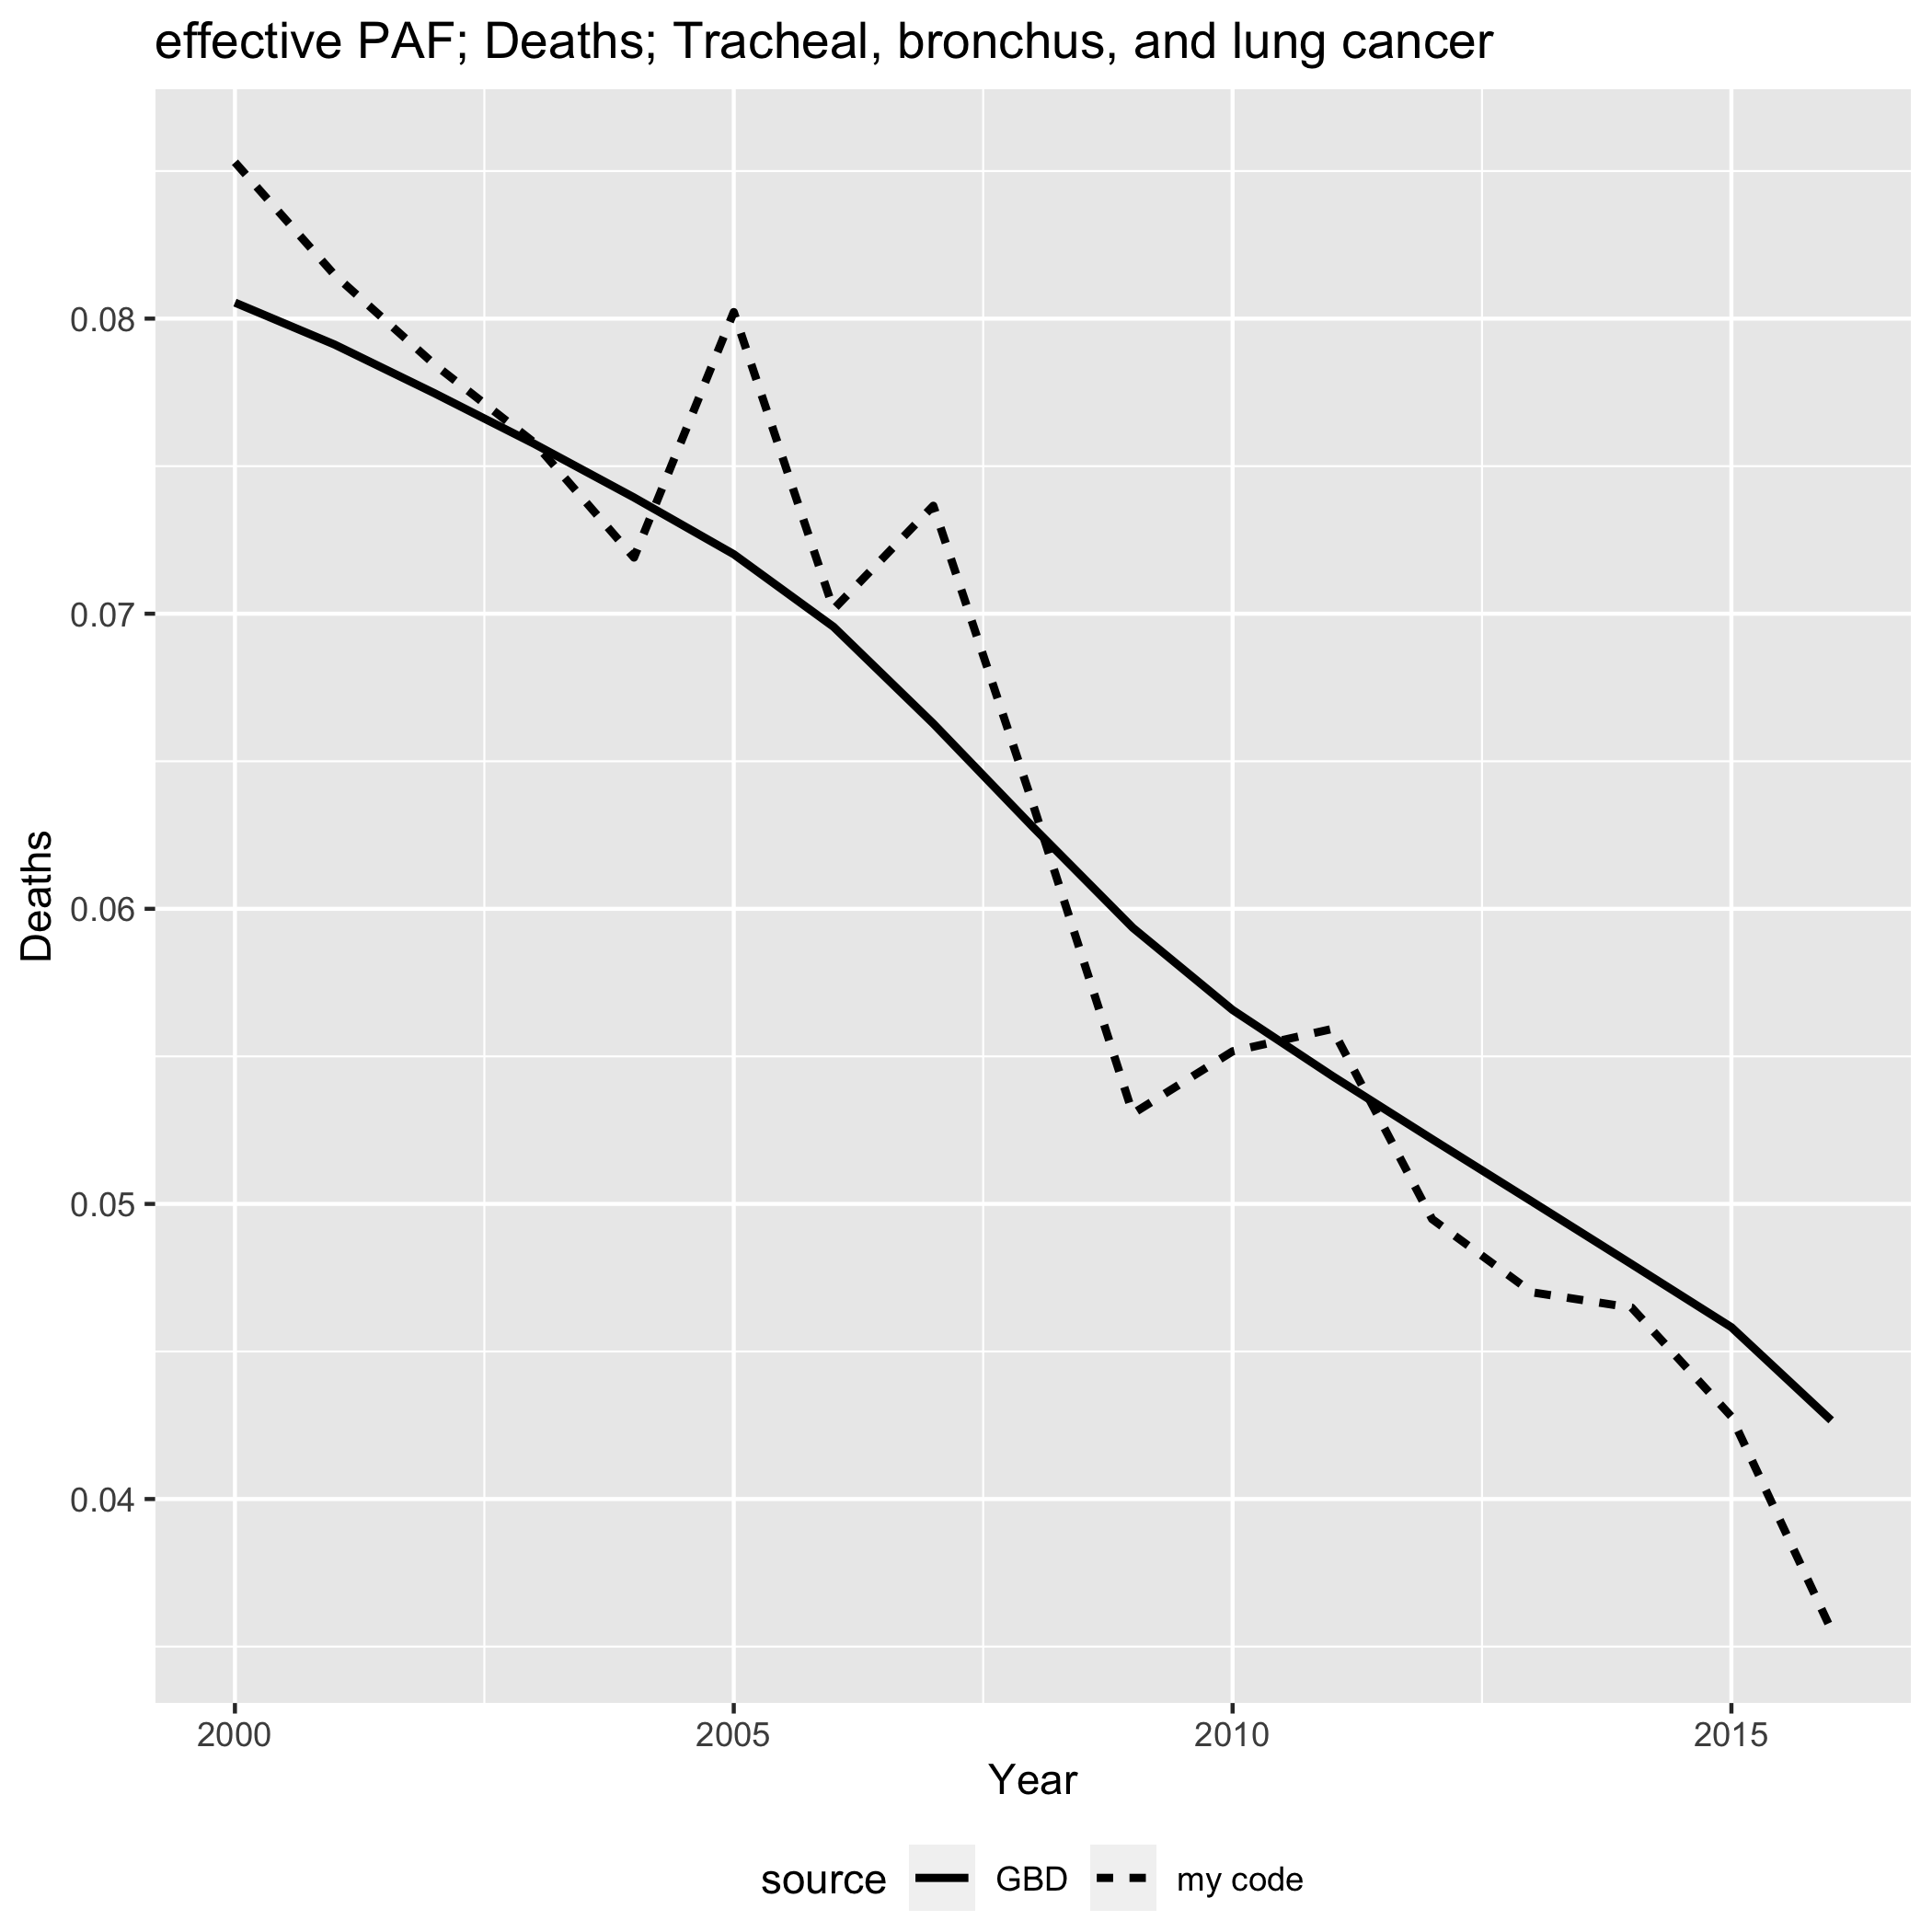 effective PAF; Deaths; Tracheal, bronchus, and lung cancer
Deaths
0.08
0.07
0.06
0.05
0.04
2000 2005 2010 2015
Year
source GBD my code